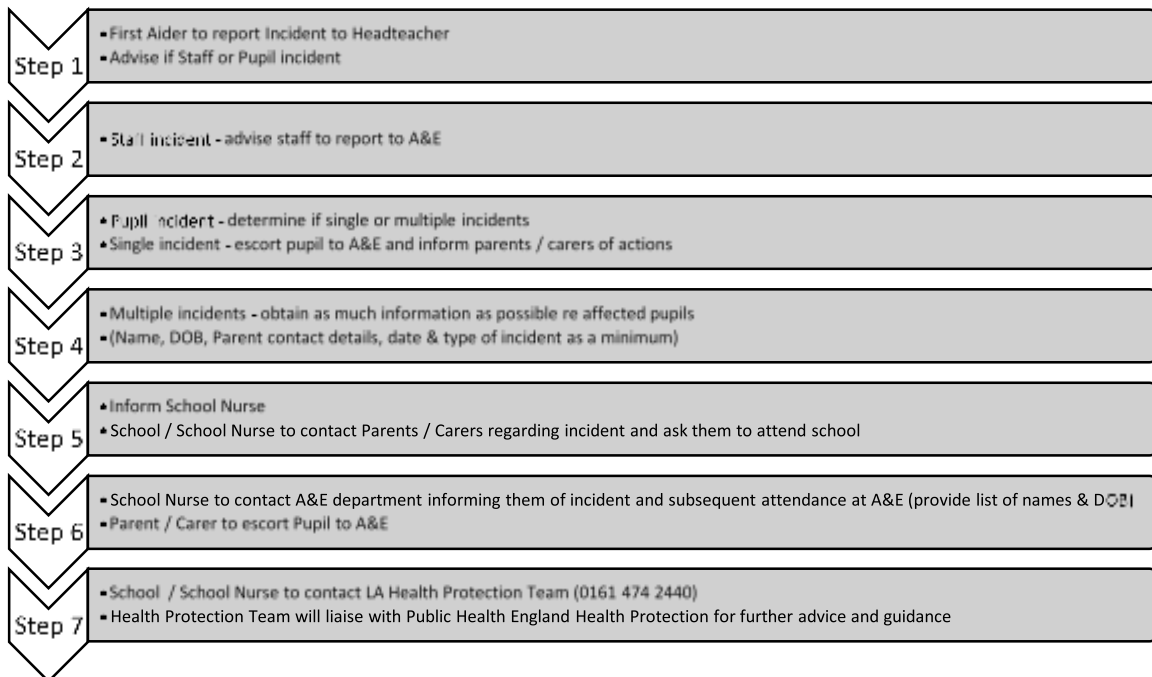 Step 1
▪First Aider to report Incident to Headteacher
▪Advise if Staff or Pupil incident
Step 2
▪Staff incident - advise staff to report to A&E
Step 3
▪Pupil incident - determine if single or multiple incidents
▪Single incident - escort pupil to A&E and inform parents / carers of actions
Step 4
▪Multiple incidents - obtain as much information as possible re affected pupils
▪(Name, DOB, Parent contact details, date & type of incident as a minimum)
Step 5
▪Inform School Nurse
▪School / School Nurse to contact Parents / Carers regarding incident and ask them to attend school
Step 6
▪School Nurse to contact A&E department informing them of incident and subsequent attendance at A&E (provide list of names & DOB)
▪Parent / Carer to escort Pupil to A&E
Step 7
▪School / School Nurse to contact LA Health Protection Team (0161 474 2440)
▪Health Protection Team will liaise with Public Health England Health Protection for further advice and guidance